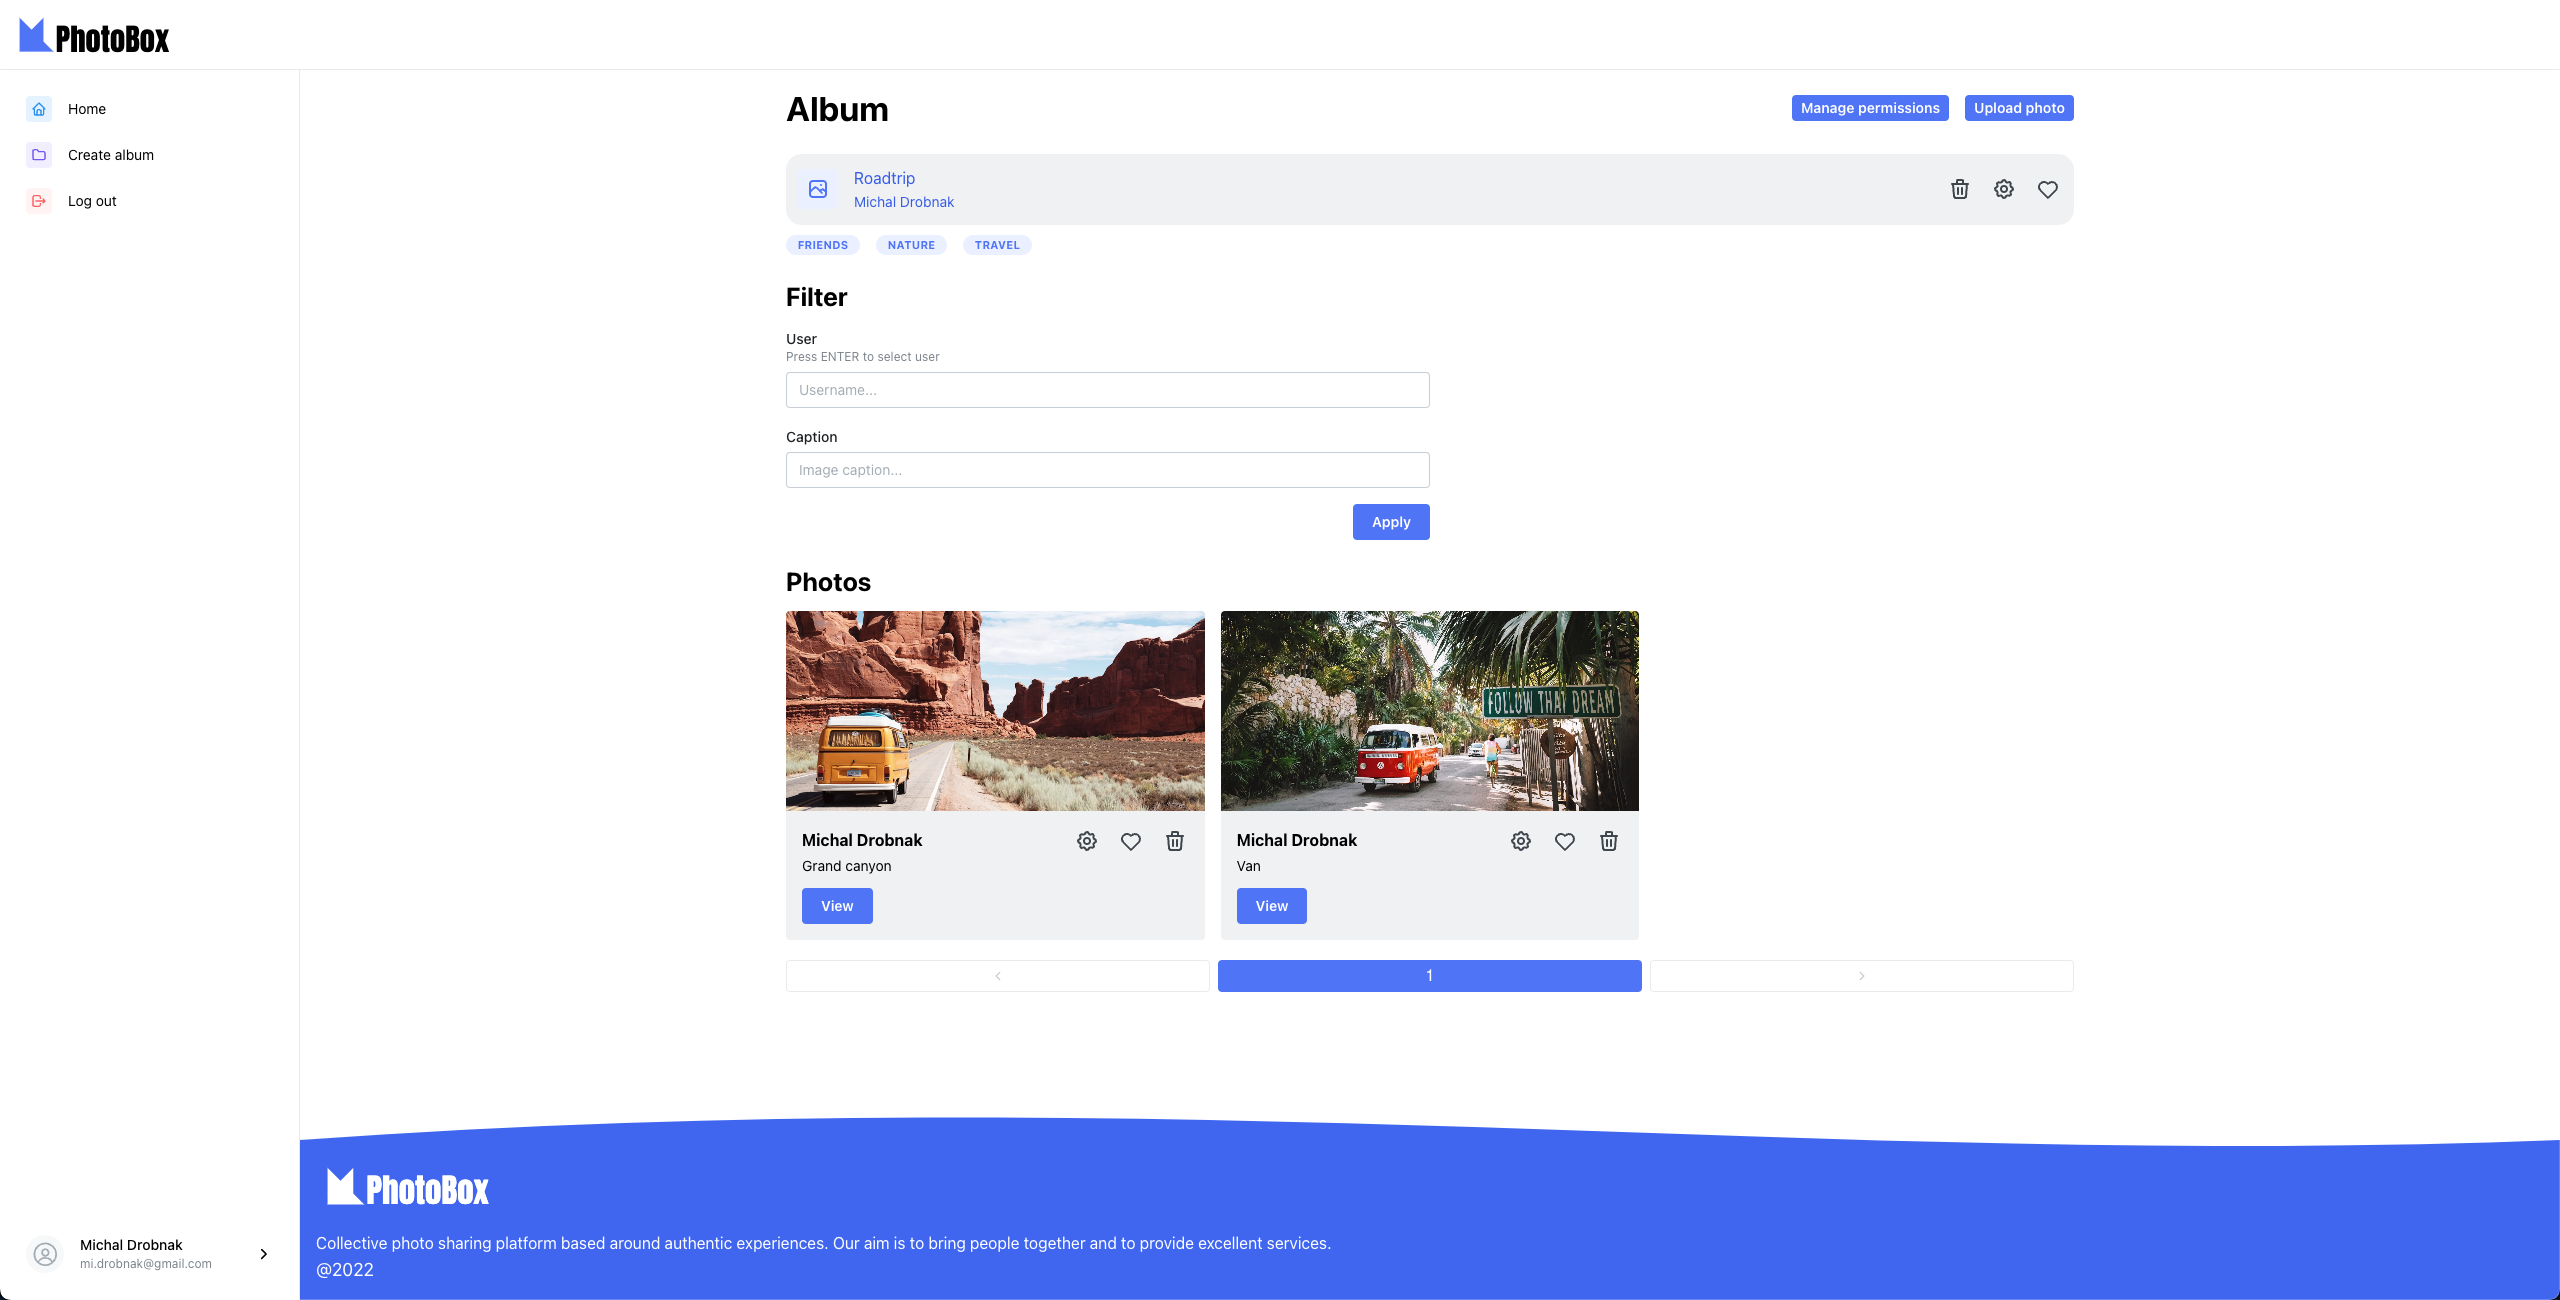 PhotoBox
Home
Create album
Log out
Album
Manage permissions
Upload photo
Roadtrip
Michal Drobnak
FRIENDS
NATURE
TRAVEL
Filter
User
Press ENTER to select user
Username...
Caption
Image caption...
Apply
Photos
FOLLOW THAT DREAM
Michal Drobnak
Grand canyon
View
Michal Drobnak
Van
View
1
PhotoBox
Collective photo sharing platform based around authentic experiences. Our aim is to bring people together and to provide excellent services.
@2022
Michal Drobnak
mi.drobnak@gmail.com